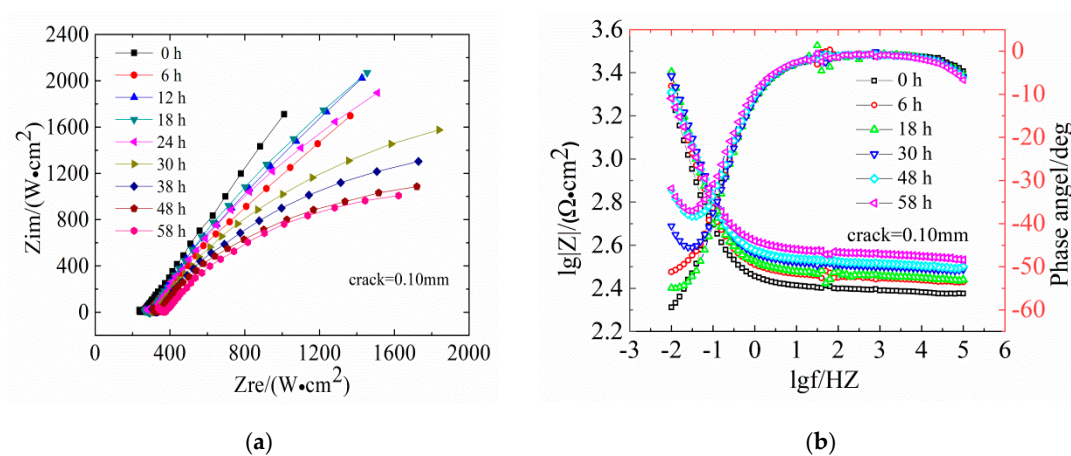 2400
2000
1600
1200
800
400
0
Zim/(W•cm²)
0 h
6 h
12 h
18 h
24 h
30 h
38 h
48 h
58 h
crack=0.10mm
0 400 800 1200 1600 2000
Zre/(W•cm²)
(a)
3.4
3.2
3.0
2.8
2.6
2.4
2.2
lg|Z|/(Ω•cm²)
0 h
6 h
18 h
30 h
48 h
58 h
crack=0.10mm
0
-10
-20
-30
-40
-50
-60
Phase angel/deg
-3 -2 -1 0 1 2 3 4 5 6
lgf/HZ
(b)